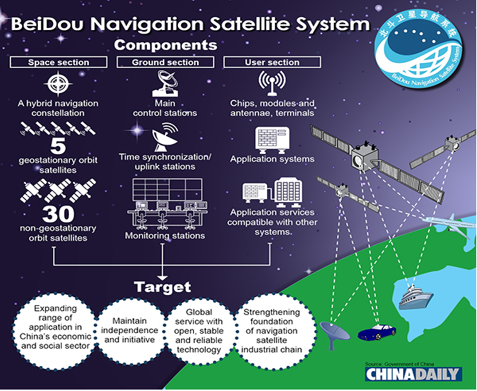 BeiDou Navigation Satellite System
北斗卫星导航系统
BeiDou Navigation Satellite System
Components
Space section
A hybrid navigation
constellation
5
geostationary orbit
satellites
30
non-geostationary
orbit satellites
Ground section
Main
control stations
Time synchronization/
uplink stations
Monitoring stations
User section
Chips, modules and
antennae, terminals
Application systems
Application services
compatible with other
systems.
Target
Expanding
range of
application in
China's economic
and social sector
Maintain
independence
and initiative
Global
service with
open, stable
and reliable
technology
Strengthening
foundation
of navigation
satellite
industrial chain
Source: Government of China
CHINADAILY